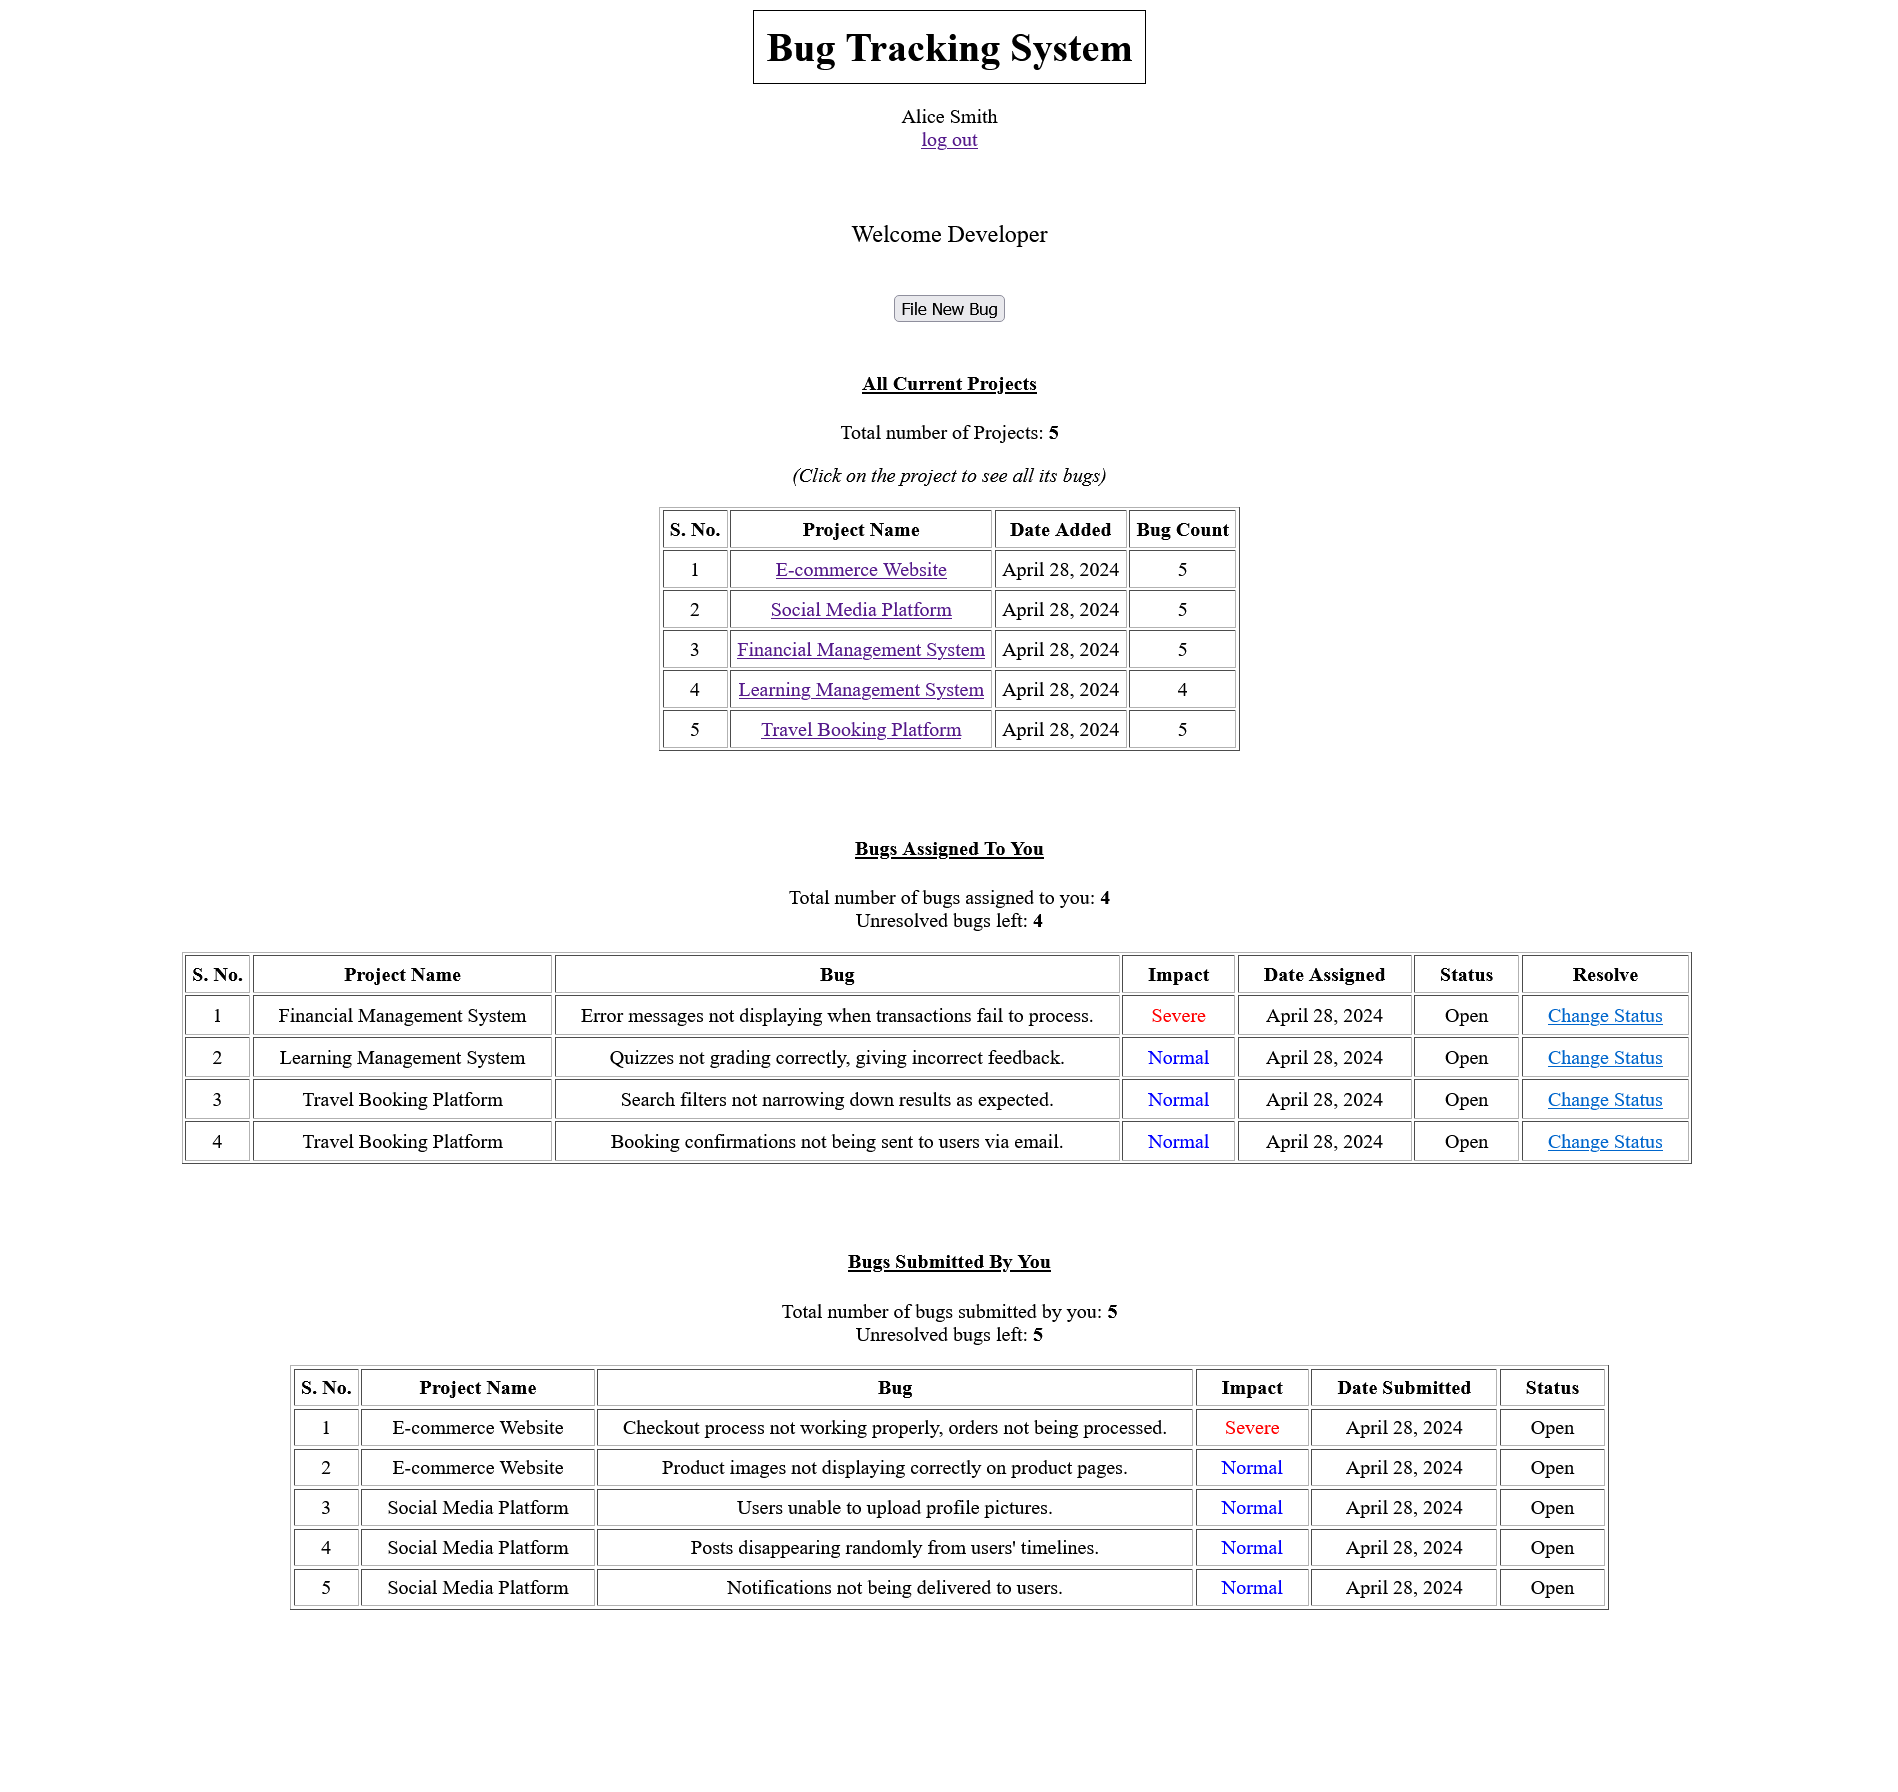 Bug Tracking System
Alice Smith
log out
Welcome Developer
File New Bug
All Current Projects
Total number of Projects: 5
(Click on the project to see all its bugs)
S. No. Project Name Date Added Bug Count
1 E-commerce Website April 28, 2024 5
2 Social Media Platform April 28, 2024 5
3 Financial Management System April 28, 2024 5
4 Learning Management System April 28, 2024 4
5 Travel Booking Platform April 28, 2024 5
Bugs Assigned To You
Total number of bugs assigned to you: 4
Unresolved bugs left: 4
S. No. Project Name Bug Impact Date Assigned Status Resolve
1 Financial Management System Error messages not displaying when transactions fail to process. Severe April 28, 2024 Open Change Status
2 Learning Management System Quizzes not grading correctly, giving incorrect feedback. Normal April 28, 2024 Open Change Status
3 Travel Booking Platform Search filters not narrowing down results as expected. Normal April 28, 2024 Open Change Status
4 Travel Booking Platform Booking confirmations not being sent to users via email. Normal April 28, 2024 Open Change Status
Bugs Submitted By You
Total number of bugs submitted by you: 5
Unresolved bugs left: 5
S. No. Project Name Bug Impact Date Submitted Status
1 E-commerce Website Checkout process not working properly, orders not being processed. Severe April 28, 2024 Open
2 E-commerce Website Product images not displaying correctly on product pages. Normal April 28, 2024 Open
3 Social Media Platform Users unable to upload profile pictures. Normal April 28, 2024 Open
4 Social Media Platform Posts disappearing randomly from users' timelines. Normal April 28, 2024 Open
5 Social Media Platform Notifications not being delivered to users. Normal April 28, 2024 Open